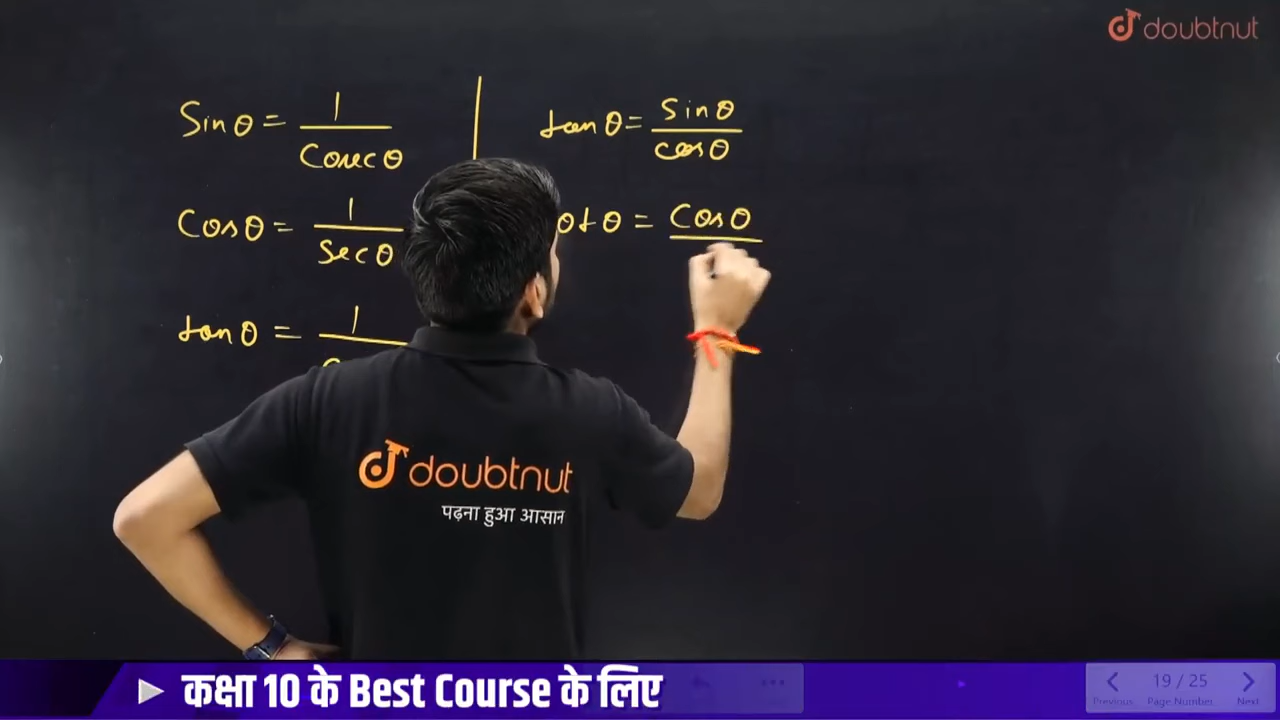 doubtnut
Sinθ = 1/Cosecθ
tanθ = Sinθ/cosθ
Cosθ = 1/Secθ
otθ = Cosθ
tanθ = 1
doubtnut
पढ़ना हुआ आसान
कक्षा 10 के Best Course के लिए
19 / 25
Previous Page Number Next